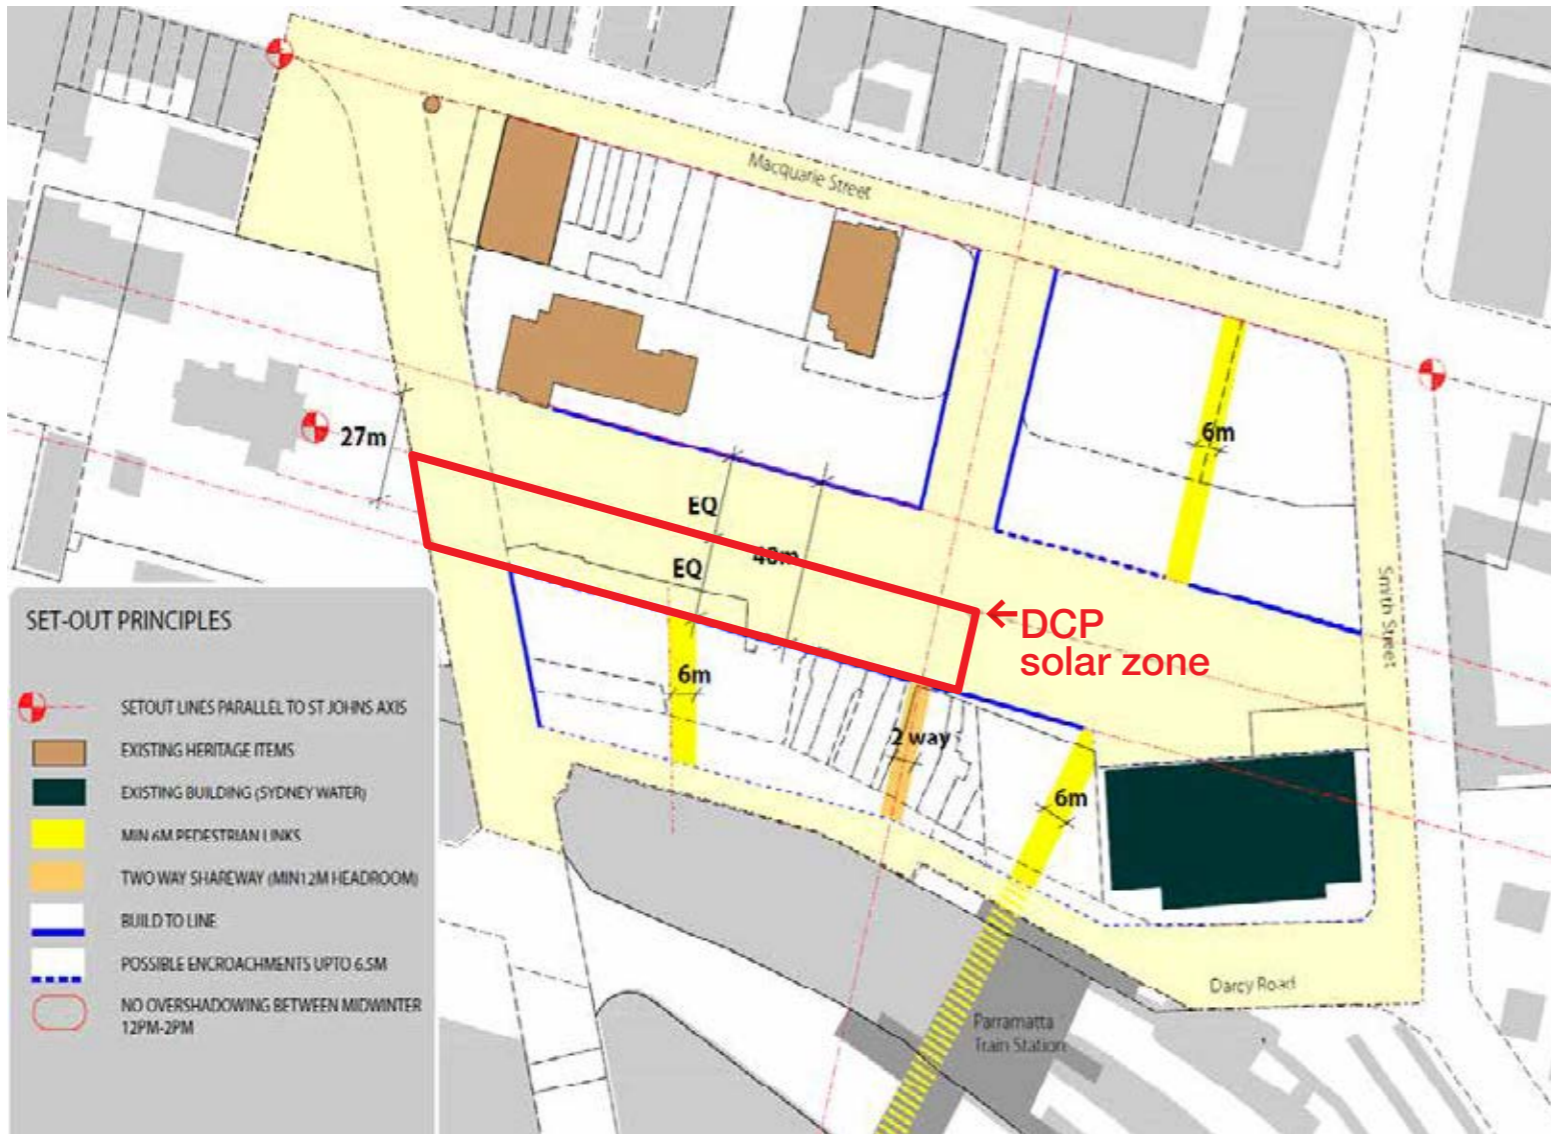 Macquarie Street
6m
27m
EQ
48m
EQ
Smith Street
←DCP
solar zone
6m
2 way
6m
Darcy Road
Parramatta
Train Station
SET-OUT PRINCIPLES
SETOUT LINES PARALLEL TO ST JOHNS AXIS
EXISTING HERITAGE ITEMS
EXISTING BUILDING (SYDNEY WATER)
MIN 6M PEDESTRIAN LINKS
TWO WAY SHAREWAY (MIN12M HEADROOM)
BUILD TO LINE
POSSIBLE ENCROACHMENTS UPTO 6.5M
NO OVERSHADOWING BETWEEN MIDWINTER
12PM-2PM